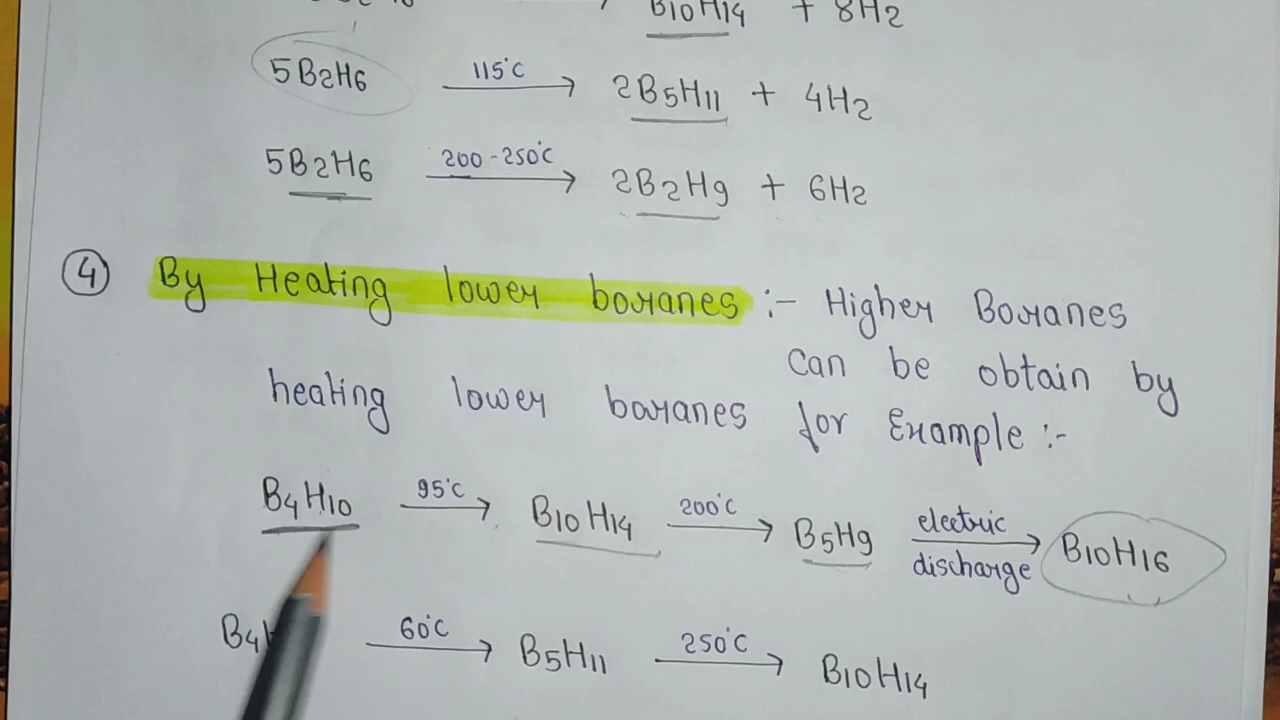 B10H14 + 8H2
5B2H6 115°C → 2B5H11 + 4H2
5B2H6 200-250°C → 2B2H9 + 6H2
④ By Heating lower boranes :- Higher Boranes
can be obtain by
heating lower boranes for Example :-
B4H10 95°C → B10H14 200°C → B5H9 electric discharge → B10H16
60°C → B5H11 250°C → B10H14